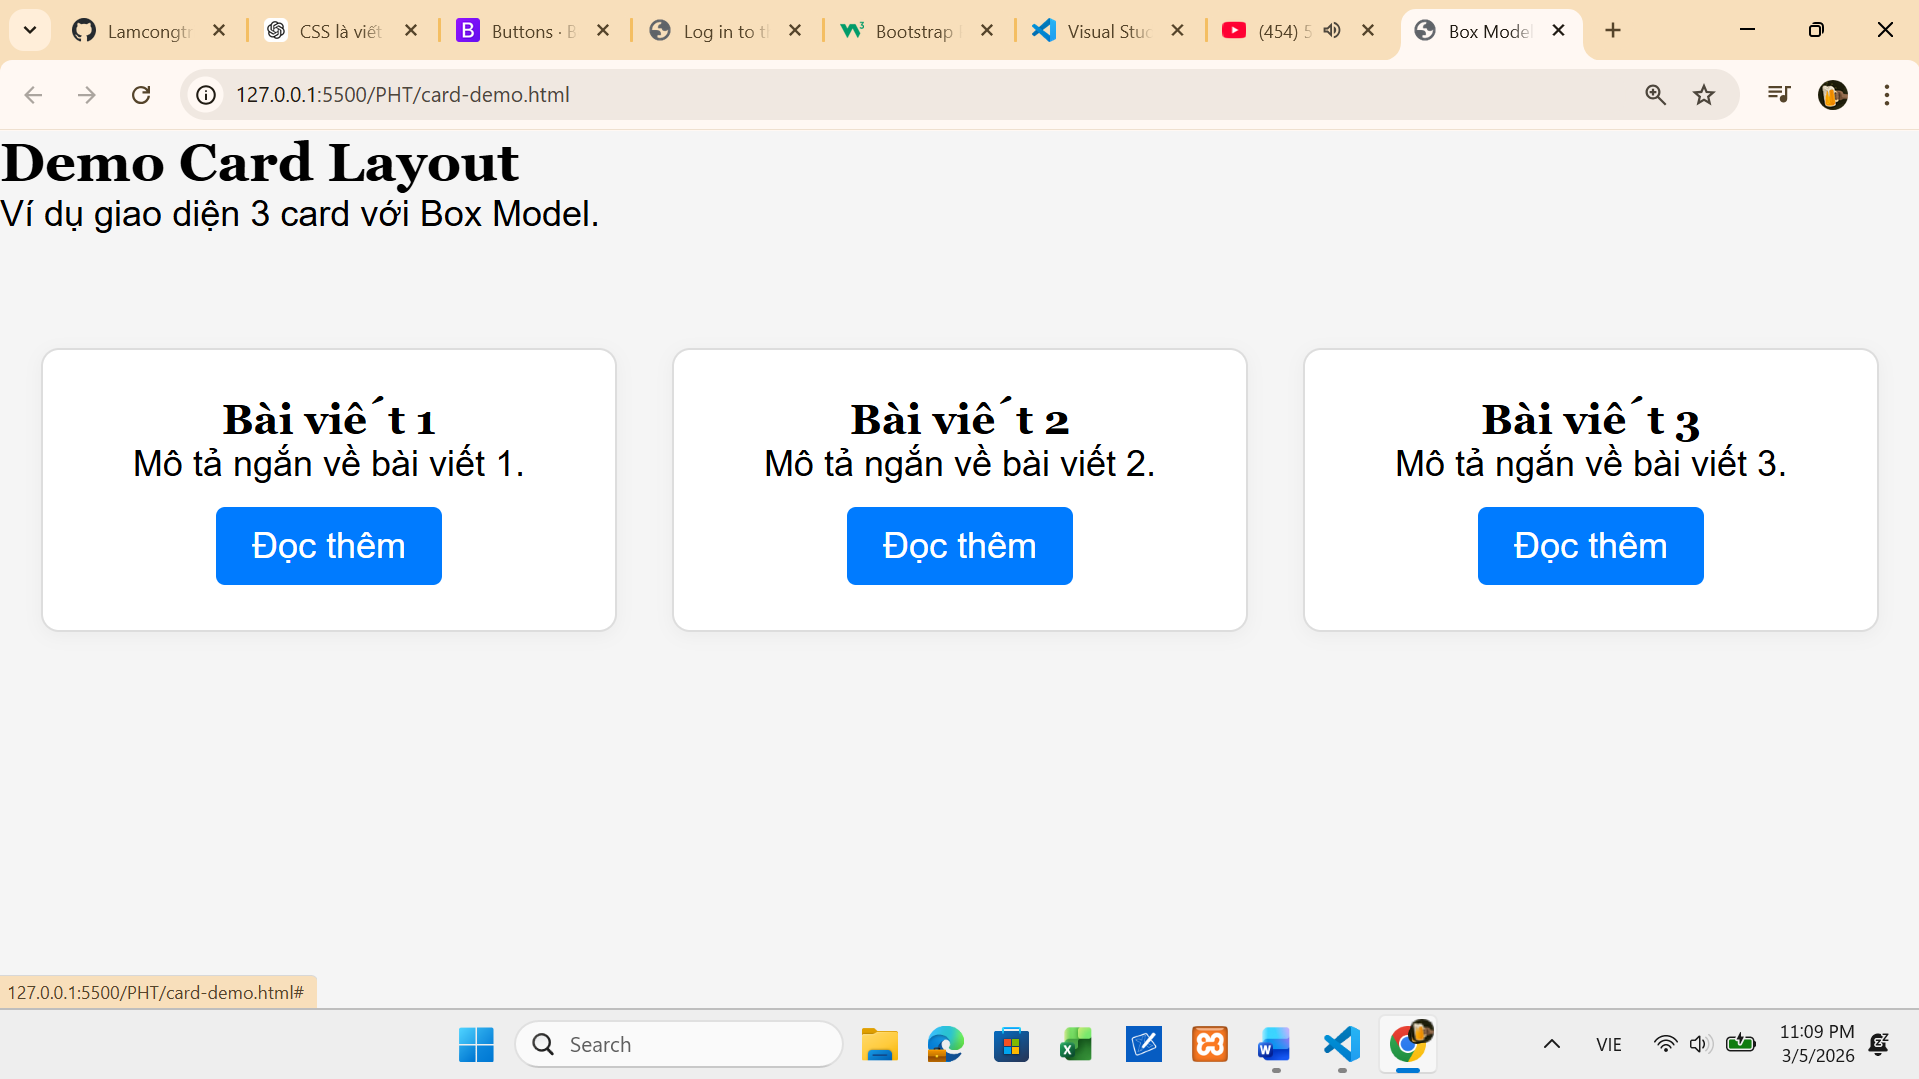 Lamcongtr
CSS là viết
Buttons · B
Log in to t
Bootstrap
Visual Stuc
(454) 5
Box Model
127.0.0.1:5500/PHT/card-demo.html
Demo Card Layout
Ví dụ giao diện 3 card với Box Model.
Bài viết 1
Mô tả ngắn về bài viết 1.
Đọc thêm
Bài viết 2
Mô tả ngắn về bài viết 2.
Đọc thêm
Bài viết 3
Mô tả ngắn về bài viết 3.
Đọc thêm
127.0.0.1:5500/PHT/card-demo.html#
Search
VIE
11:09 PM
3/5/2026